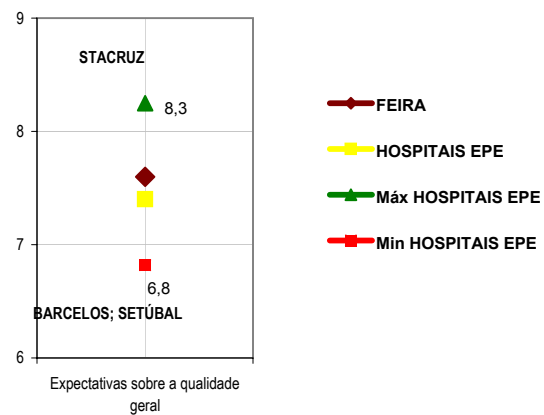 9
STACRUZ
8,3
8
7
6,8
BARCELOS; SETÚBAL
6
Expectativas sobre a qualidade
geral
FEIRA
HOSPITAIS EPE
Máx HOSPITAIS EPE
Min HOSPITAIS EPE